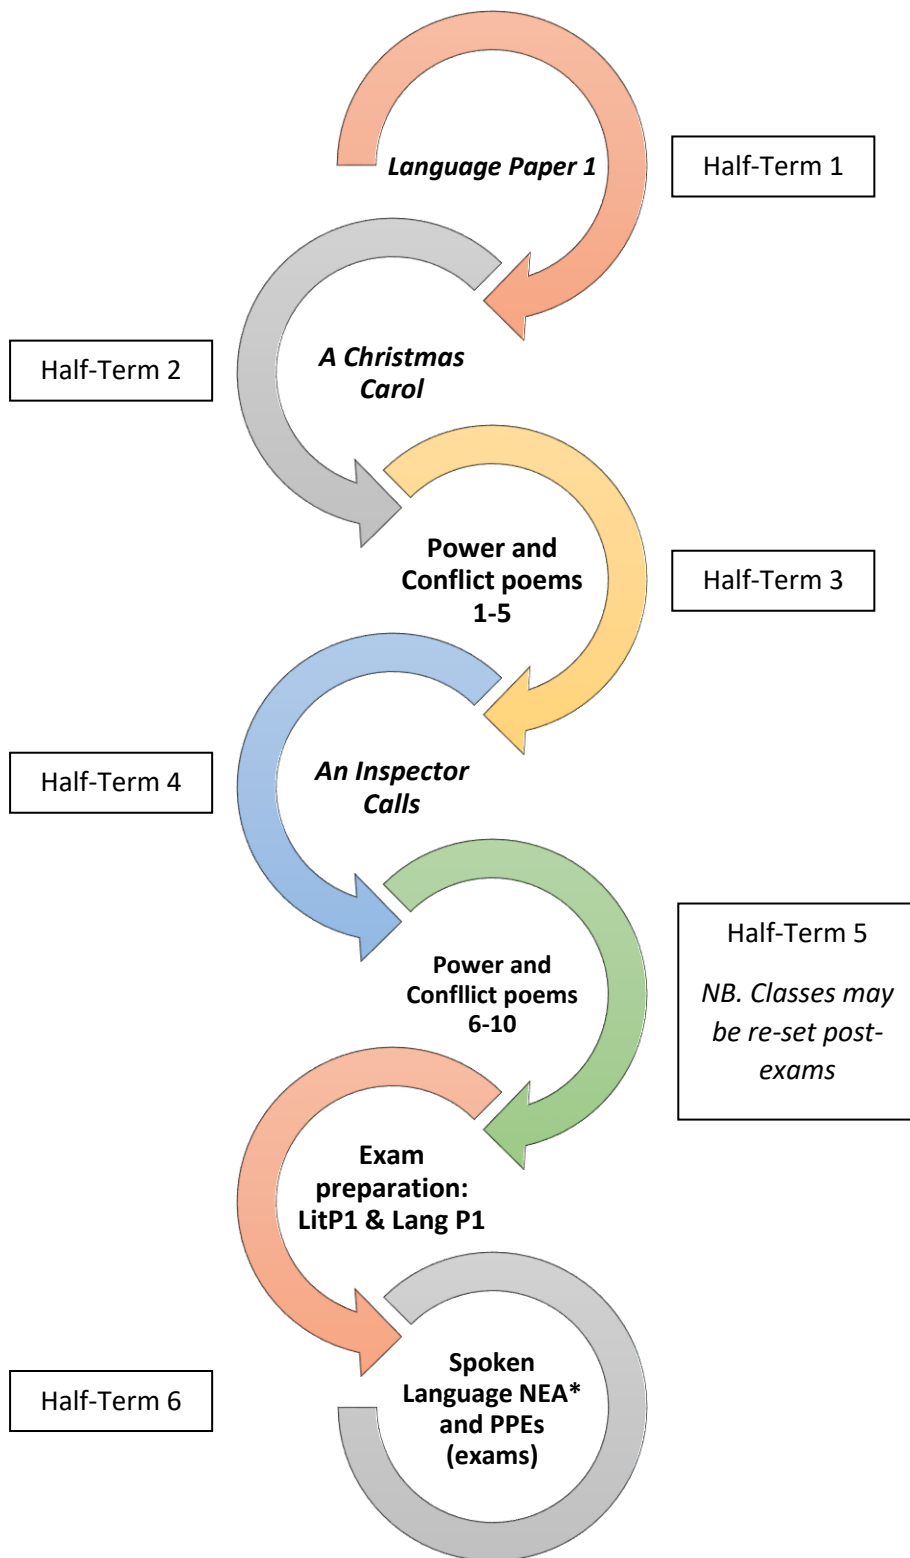 Language Paper 1
Half-Term 1
Half-Term 2
A Christmas
Carol
Power and
Conflict poems
1-5
Half-Term 3
Half-Term 4
An Inspector
Calls
Power and
Confllict poems
6-10
Half-Term 5
NB. Classes may
be re-set post-
exams
Exam
preparation:
LitP1 & Lang P1
Half-Term 6
Spoken
Language NEA*
and PPEs
(exams)